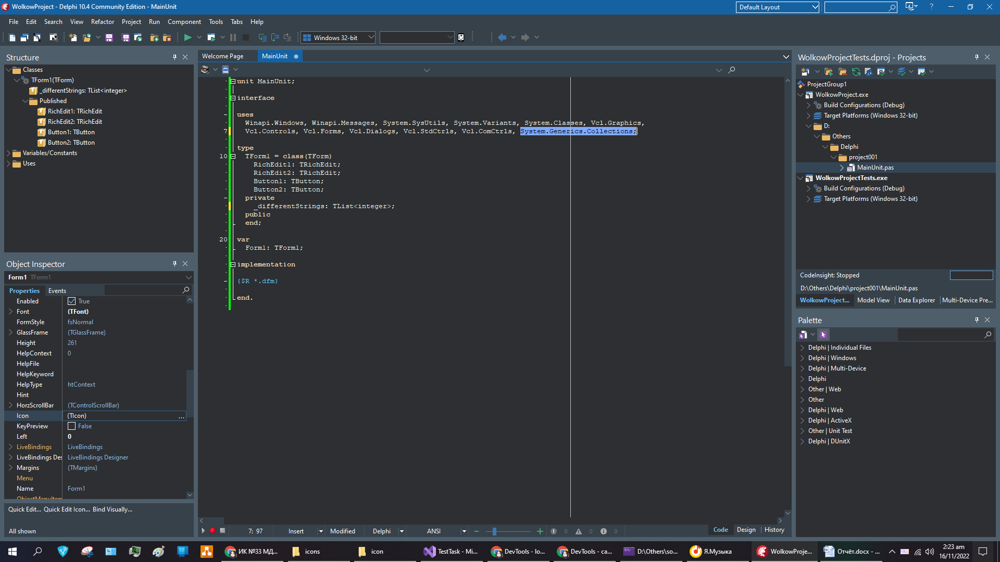 WolkowProject - Delphi 10.4 Community Edition - MainUnit
Default Layout
?
File Edit Search View Refactor Project Run Component Tools Tabs Help
Windows 32-bit
Structure
Classes
TForm1(TForm)
_differentStrings: TList<integer>
Published
RichEdit1: TRichEdit
RichEdit2: TRichEdit
Button1: TButton
Button2: TButton
Variables/Constants
Uses
Object Inspector
Form1 TForm1
Properties Events
Enabled True
Font (TFont)
FormStyle fsNormal
GlassFrame (TGlassFrame)
Height 261
HelpContext 0
HelpFile
HelpKeyword
HelpType htContext
Hint
HorzScrollBar (TControlScrollBar)
Icon (TIcon) ...
KeyPreview False
Left 0
LiveBindings LiveBindings
LiveBindings Des LiveBindings Designer
Margins (TMargins)
Menu
Name Form1
ObjectMenuItem
Quick Edit... Quick Edit Icon... Bind Visually...
All shown
Welcome Page MainUnit
unit MainUnit;
interface
uses
Winapi.Windows, Winapi.Messages, System.SysUtils, System.Variants, System.Classes, Vcl.Graphics,
7 Vcl.Controls, Vcl.Forms, Vcl.Dialogs, Vcl.StdCtrls, Vcl.ComCtrls, System.Generics.Collections;
type
10 TForm1 = class(TForm)
RichEdit1: TRichEdit;
RichEdit2: TRichEdit;
Button1: TButton;
Button2: TButton;
private
_differentStrings: TList<integer>;
public
end;
20 var
Form1: TForm1;
implementation
{$R *.dfm}
end.
7: 97 Insert Modified Delphi ANSI 0 0 0 Code Design History
WolkowProjectTests.dproj - Projects
ProjectGroup1
WolkowProject.exe
Build Configurations (Debug)
Target Platforms (Windows 32-bit)
D:
Others
Delphi
project001
MainUnit.pas
WolkowProjectTests.exe
Build Configurations (Debug)
Target Platforms (Windows 32-bit)
CodeInsight: Stopped
D:\Others\Delphi\project001\MainUnit.pas
WolkowProject... Model View Data Explorer Multi-Device Pre...
Palette
Delphi | Individual Files
Delphi | Windows
Delphi | Multi-Device
Delphi
Other | Web
Other
Delphi | Web
Delphi | ActiveX
Other | Unit Test
Delphi | DUnitX
ИК №33 МД... icons icon TestTask - Mi... DevTools - lo... DevTools - ca... D:\Others\so... Я.Музыка WolkowProje... Отчёт.docx - ...
2:23 am
16/11/2022